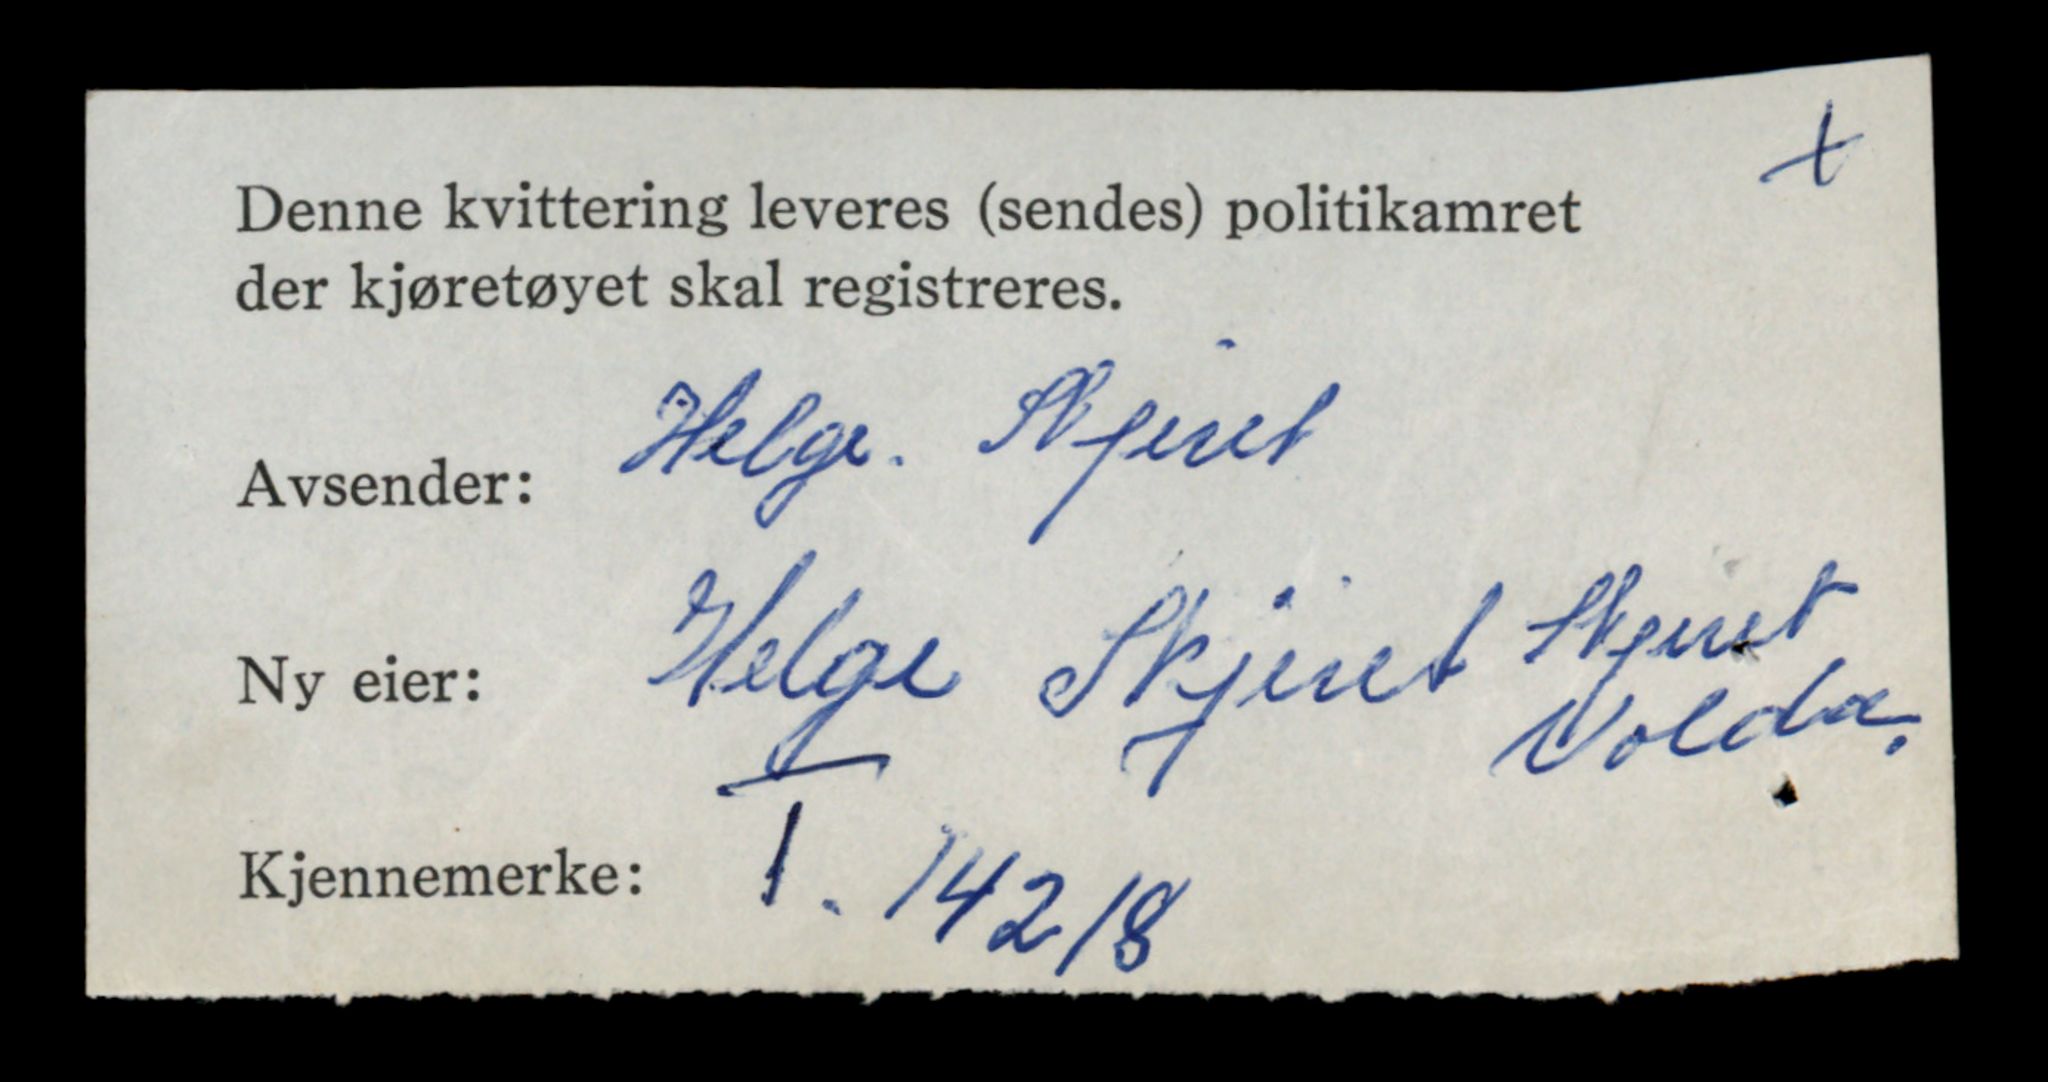 Denne kvittering leveres (sendes) politikamret
der kjøretøyet skal registreres.
Avsender: Helge. Skjeret
Ny eier: Helge Skjeret Skjeret
Volda.
Kjennemerke: T. 14218